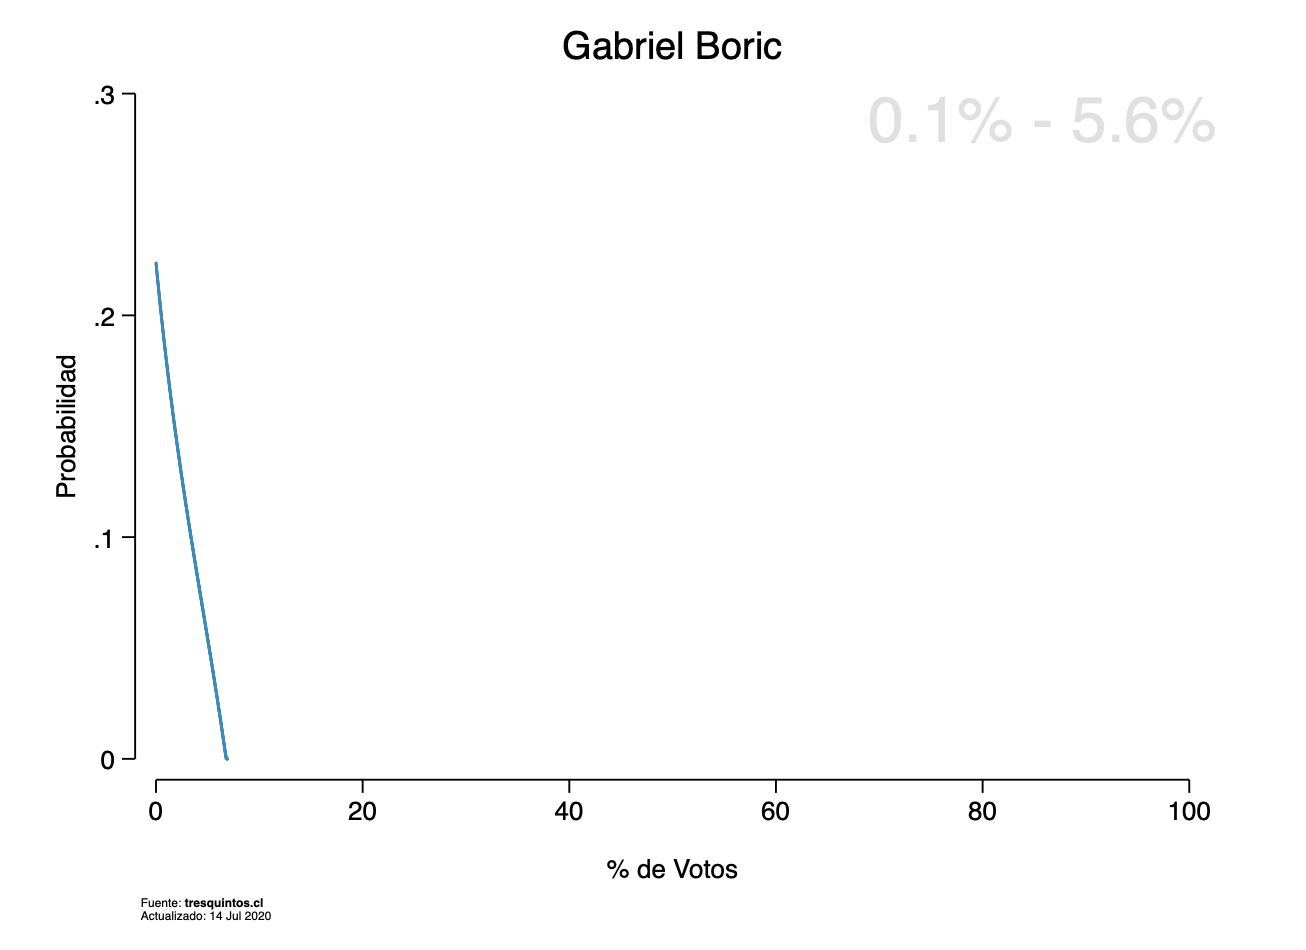 Gabriel Boric
0.1% - 5.6%
.3
.2
.1
0
Probabilidad
0 20 40 60 80 100
% de Votos
Fuente: tresquintos.cl
Actualizado: 14 Jul 2020